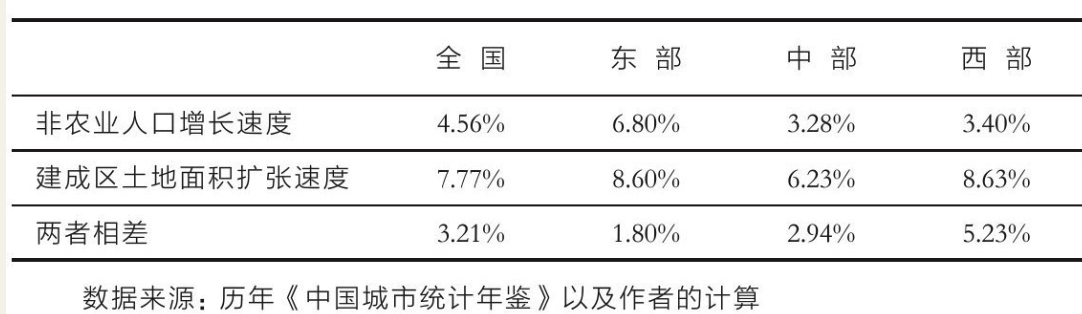 全国 东部 中部 西部
非农业人口增长速度 4.56% 6.80% 3.28% 3.40%
建成区土地面积扩张速度 7.77% 8.60% 6.23% 8.63%
两者相差 3.21% 1.80% 2.94% 5.23%
数据来源：历年《中国城市统计年鉴》以及作者的计算